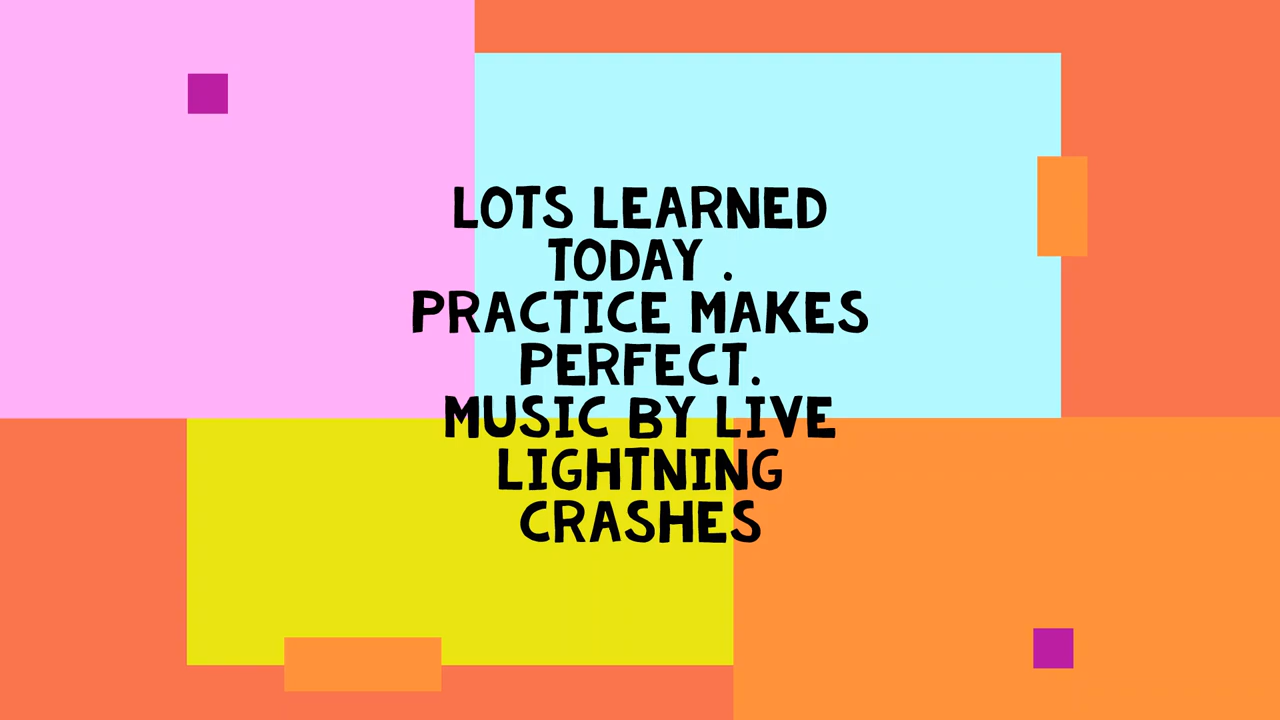 LOTS LEARNED
TODAY .
PRACTICE MAKES
PERFECT.
MUSIC BY LIVE
LIGHTNING
CRASHES